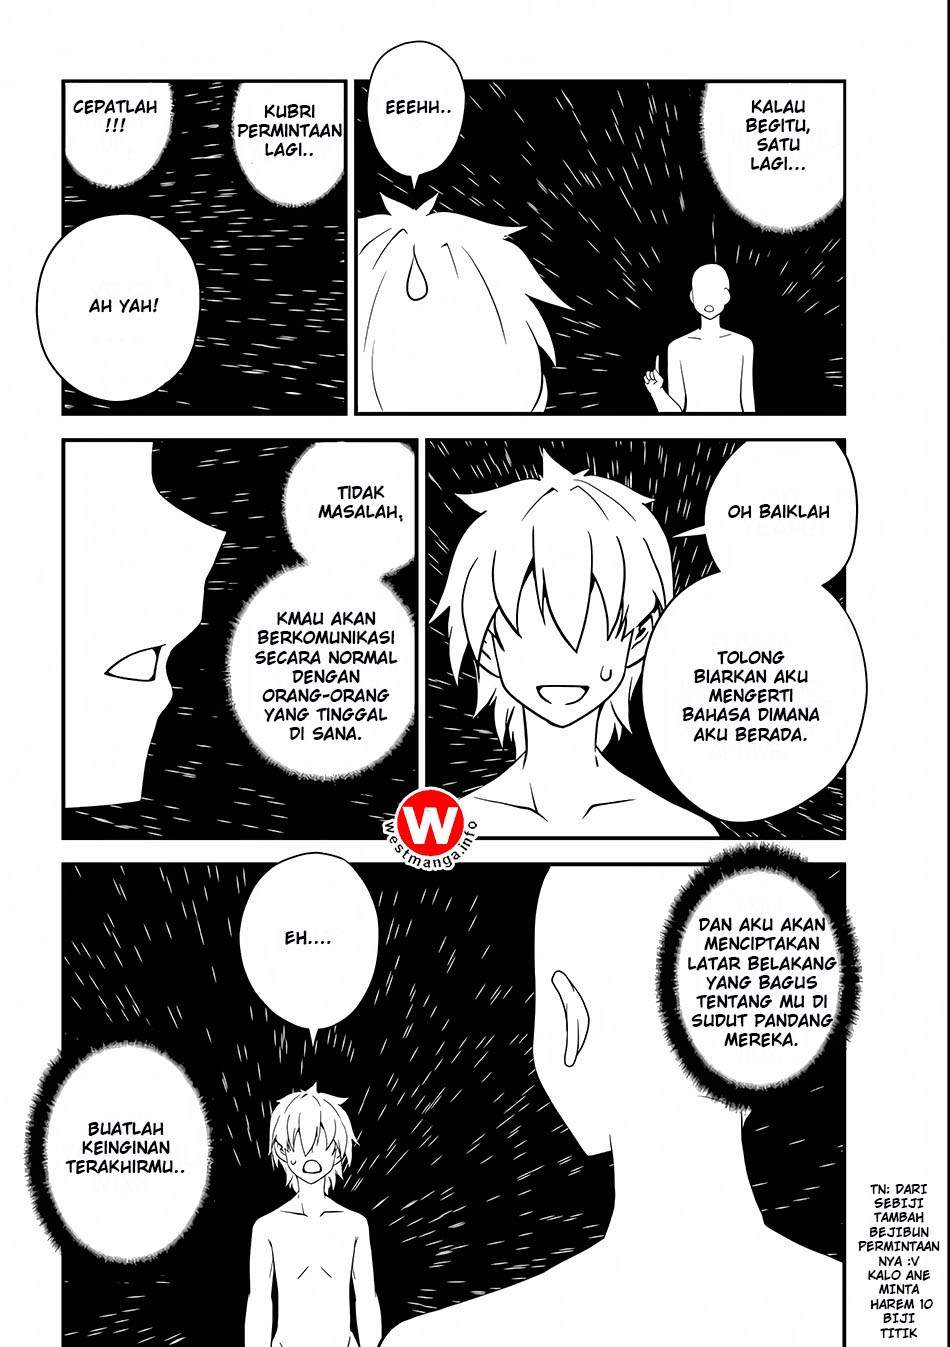 KALAU
BEGITU,
SATU
LAGI...
EEEHH..
KUBRI
PERMINTAAN
LAGI..
CEPATLAH
!!!
AH YAH!
OH BAIKLAH
TOLONG
BIARKAN AKU
MENGERTI
BAHASA DIMANA
AKU BERADA.
TIDAK
MASALAH,
KMAU AKAN
BERKOMUNIKASI
SECARA NORMAL
DENGAN
ORANG-ORANG
YANG TINGGAL
DI SANA.
W
westmanga.info
DAN AKU AKAN
MENCIPTAKAN
LATAR BELAKANG
YANG BAGUS
TENTANG MU DI
SUDUT PANDANG
MEREKA.
EH....
BUATLAH
KEINGINAN
TERAKHIRMU..
TN: DARI
SEBIJI
TAMBAH
BEJIBUN
PERMINTAAN
NYA :V
KALO ANE
MINTA
HAREM 10
BIJI
TITIK